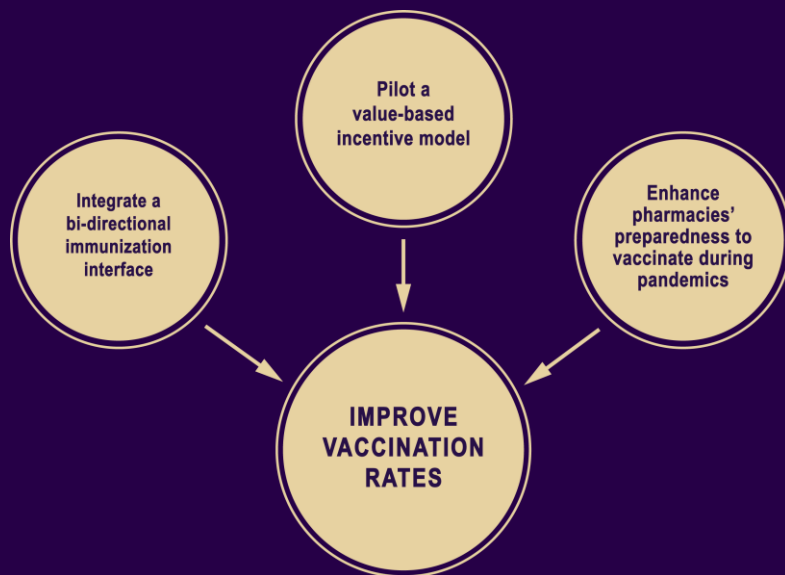 Pilot a
value-based
incentive model
Integrate a
bi-directional
immunization
interface
Enhance
pharmacies’
preparedness to
vaccinate during
pandemics
IMPROVE
VACCINATION
RATES